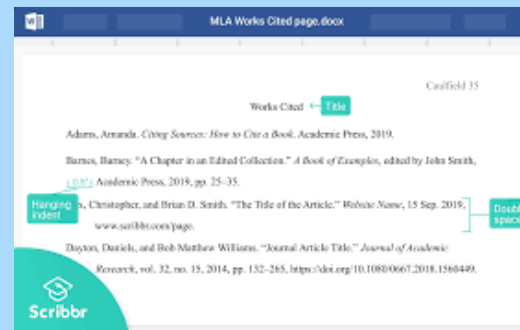 MLA Works Cited page.docx
Caulfield 35
Works Cited
Title
Adams, Amanda. Citing Sources: How to Cite a Book. Academic Press, 2019.
Barnes, Barney. “A Chapter in an Edited Collection.” A Book of Examples, edited by John Smith,
Academic Press, 2019, pp. 25–35.
Hanging
indent
Christopher, and Brian D. Smith. “The Title of the Article.” Website Name, 15 Sep. 2019,
www.scribbr.com/page.
Doubl
space
Dayton, Daniels, and Bob Matthew Williams. “Journal Article Title.” Journal of Academic
Research, vol. 32, no. 15, 2014, pp. 132–265, https://doi.org/10.1080/0667.2018.1560449.
Scribbr